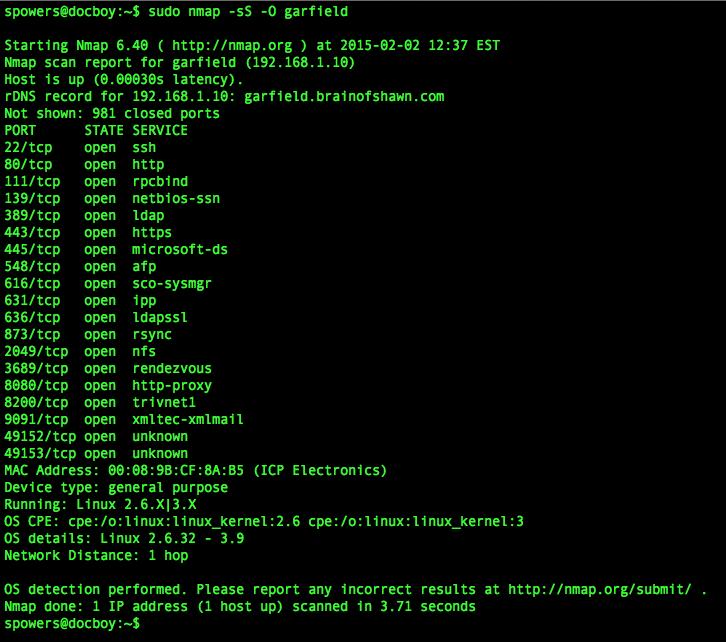 spowers@docboy:~$ sudo nmap -sS -O garfield

Starting Nmap 6.40 ( http://nmap.org ) at 2015-02-02 12:37 EST
Nmap scan report for garfield (192.168.1.10)
Host is up (0.00030s latency).
rDNS record for 192.168.1.10: garfield.brainofshawn.com
Not shown: 981 closed ports
PORT      STATE SERVICE
22/tcp    open  ssh
80/tcp    open  http
111/tcp   open  rpcbind
139/tcp   open  netbios-ssn
389/tcp   open  ldap
443/tcp   open  https
445/tcp   open  microsoft-ds
548/tcp   open  afp
616/tcp   open  sco-sysmgr
631/tcp   open  ipp
636/tcp   open  ldapssl
873/tcp   open  rsync
2049/tcp  open  nfs
3689/tcp  open  rendezvous
8080/tcp  open  http-proxy
8200/tcp  open  trivnet1
9091/tcp  open  xmltec-xmlmail
49152/tcp open  unknown
49153/tcp open  unknown
MAC Address: 00:08:9B:CF:8A:B5 (ICP Electronics)
Device type: general purpose
Running: Linux 2.6.X|3.X
OS CPE: cpe:/o:linux:linux_kernel:2.6 cpe:/o:linux:linux_kernel:3
OS details: Linux 2.6.32 - 3.9
Network Distance: 1 hop

OS detection performed. Please report any incorrect results at http://nmap.org/submit/ .
Nmap done: 1 IP address (1 host up) scanned in 3.71 seconds
spowers@docboy:~$